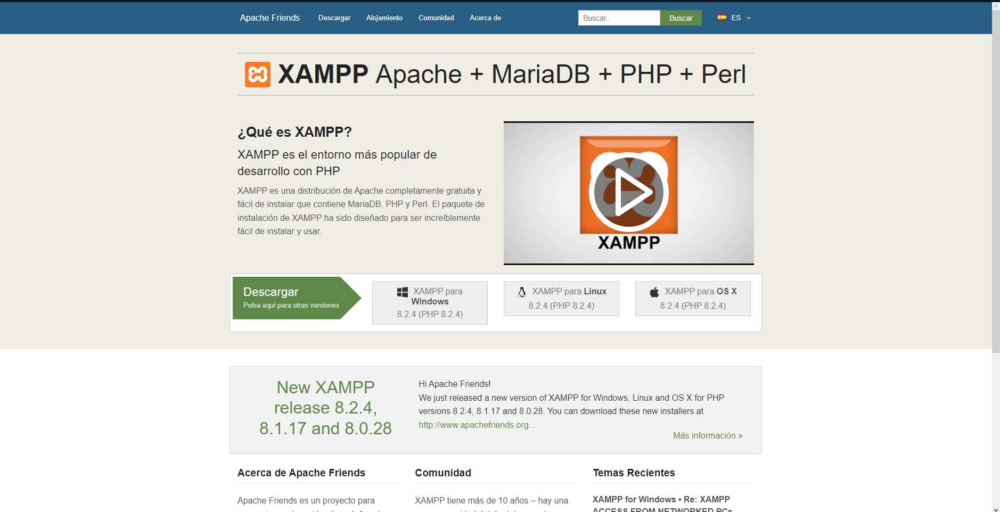 Apache Friends
Descargar
Alojamiento
Comunidad
Acerca de
Buscar..
Buscar
ES
XAMPP Apache + MariaDB + PHP + Perl
¿Qué es XAMPP?
XAMPP es el entorno más popular de
desarrollo con PHP
XAMPP es una distribución de Apache completamente gratuita y
fácil de instalar que contiene MariaDB, PHP y Perl. El paquete de
instalación de XAMPP ha sido diseñado para ser increíblemente
fácil de instalar y usar.
XAMPP
Descargar
Pulsa aquí para otras versiones
XAMPP para
Windows
8.2.4 (PHP 8.2.4)
XAMPP para Linux
8.2.4 (PHP 8.2.4)
XAMPP para OS X
8.2.4 (PHP 8.2.4)
New XAMPP
release 8.2.4,
8.1.17 and 8.0.28
Hi Apache Friends!
We just released a new version of XAMPP for Windows, Linux and OS X for PHP
versions 8.2.4, 8.1.17 and 8.0.28. You can download these new installers at
http://www.apachefriends.org...
Más información »
Acerca de Apache Friends
Apache Friends es un proyecto para
Comunidad
XAMPP tiene más de 10 años – hay una
Temas Recientes
XAMPP for Windows • Re: XAMPP
ACCESS FROM NETWORKED PCs